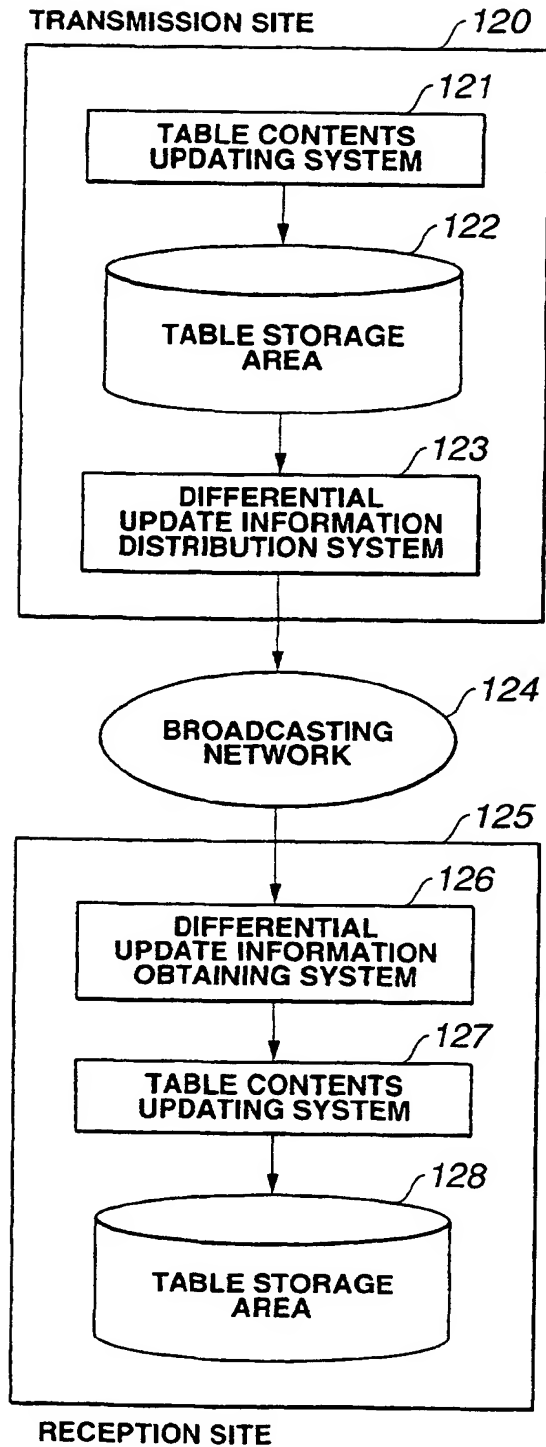 TRANSMISSION SITE
120
121
TABLE CONTENTS
UPDATING SYSTEM
122
TABLE STORAGE
AREA
123
DIFFERENTIAL
UPDATE INFORMATION
DISTRIBUTION SYSTEM
124
BROADCASTING
NETWORK
125
126
DIFFERENTIAL
UPDATE INFORMATION
OBTAINING SYSTEM
127
TABLE CONTENTS
UPDATING SYSTEM
128
TABLE STORAGE
AREA
RECEPTION SITE